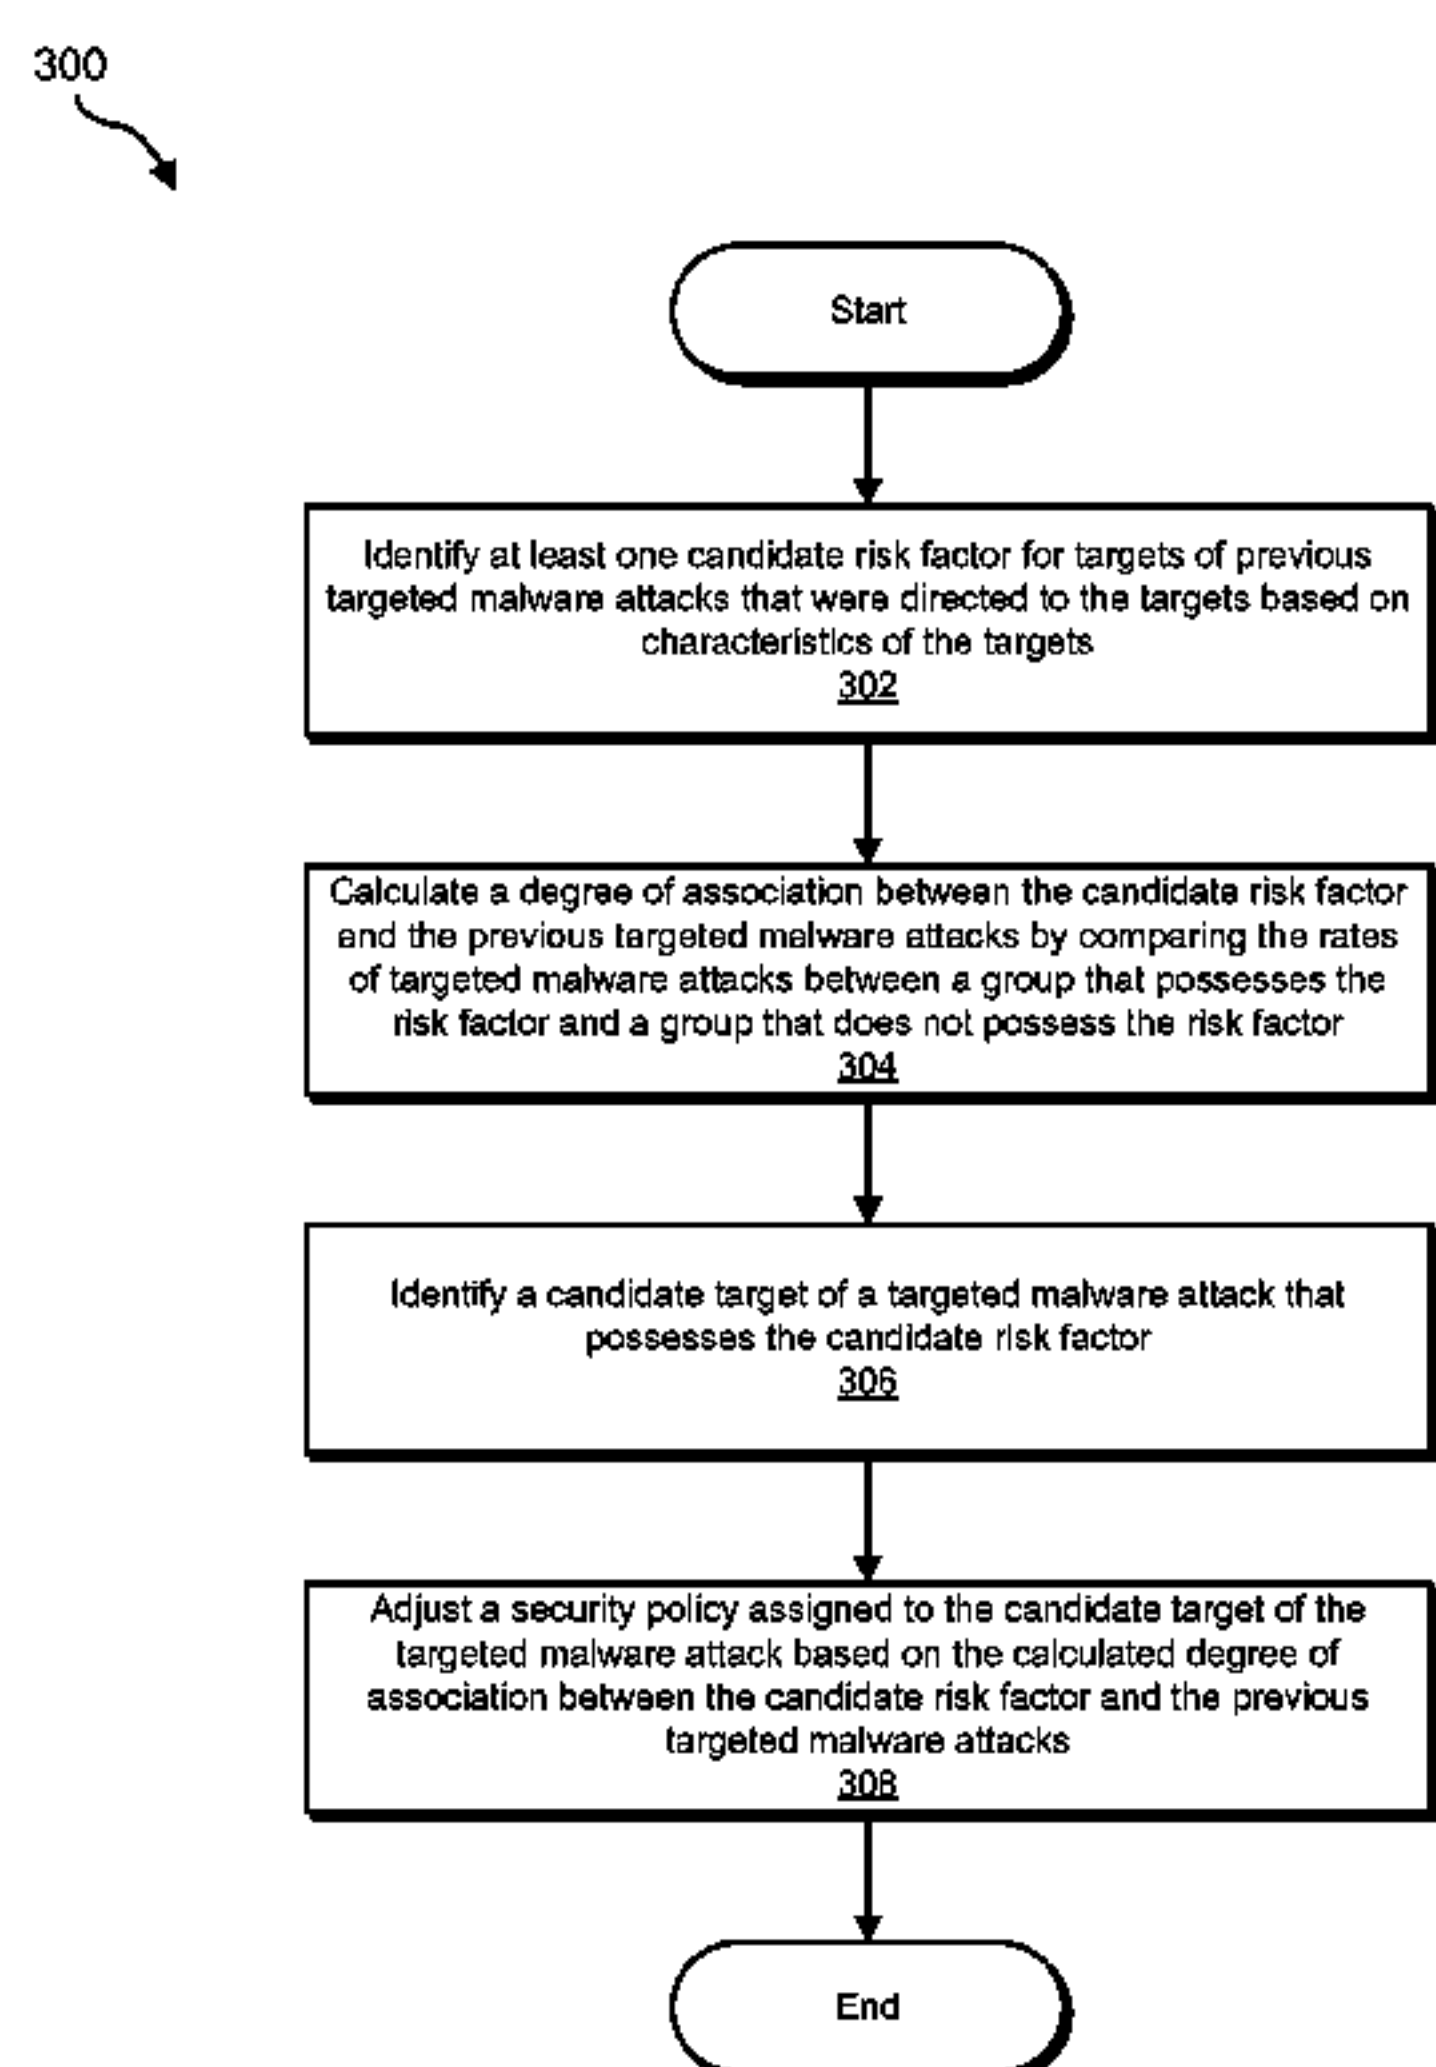 300
Start
Identify at least one candidate risk factor for targets of previous
targeted malware attacks that were directed to the targets based on
characteristics of the targets
302
Calculate a degree of association between the candidate risk factor
and the previous targeted malware attacks by comparing the rates
of targeted malware attacks between a group that possesses the
risk factor and a group that does not possess the risk factor
304
Identify a candidate target of a targeted malware attack that
possesses the candidate risk factor
306
Adjust a security policy assigned to the candidate target of the
targeted malware attack based on the calculated degree of
association between the candidate risk factor and the previous
targeted malware attacks
308
End